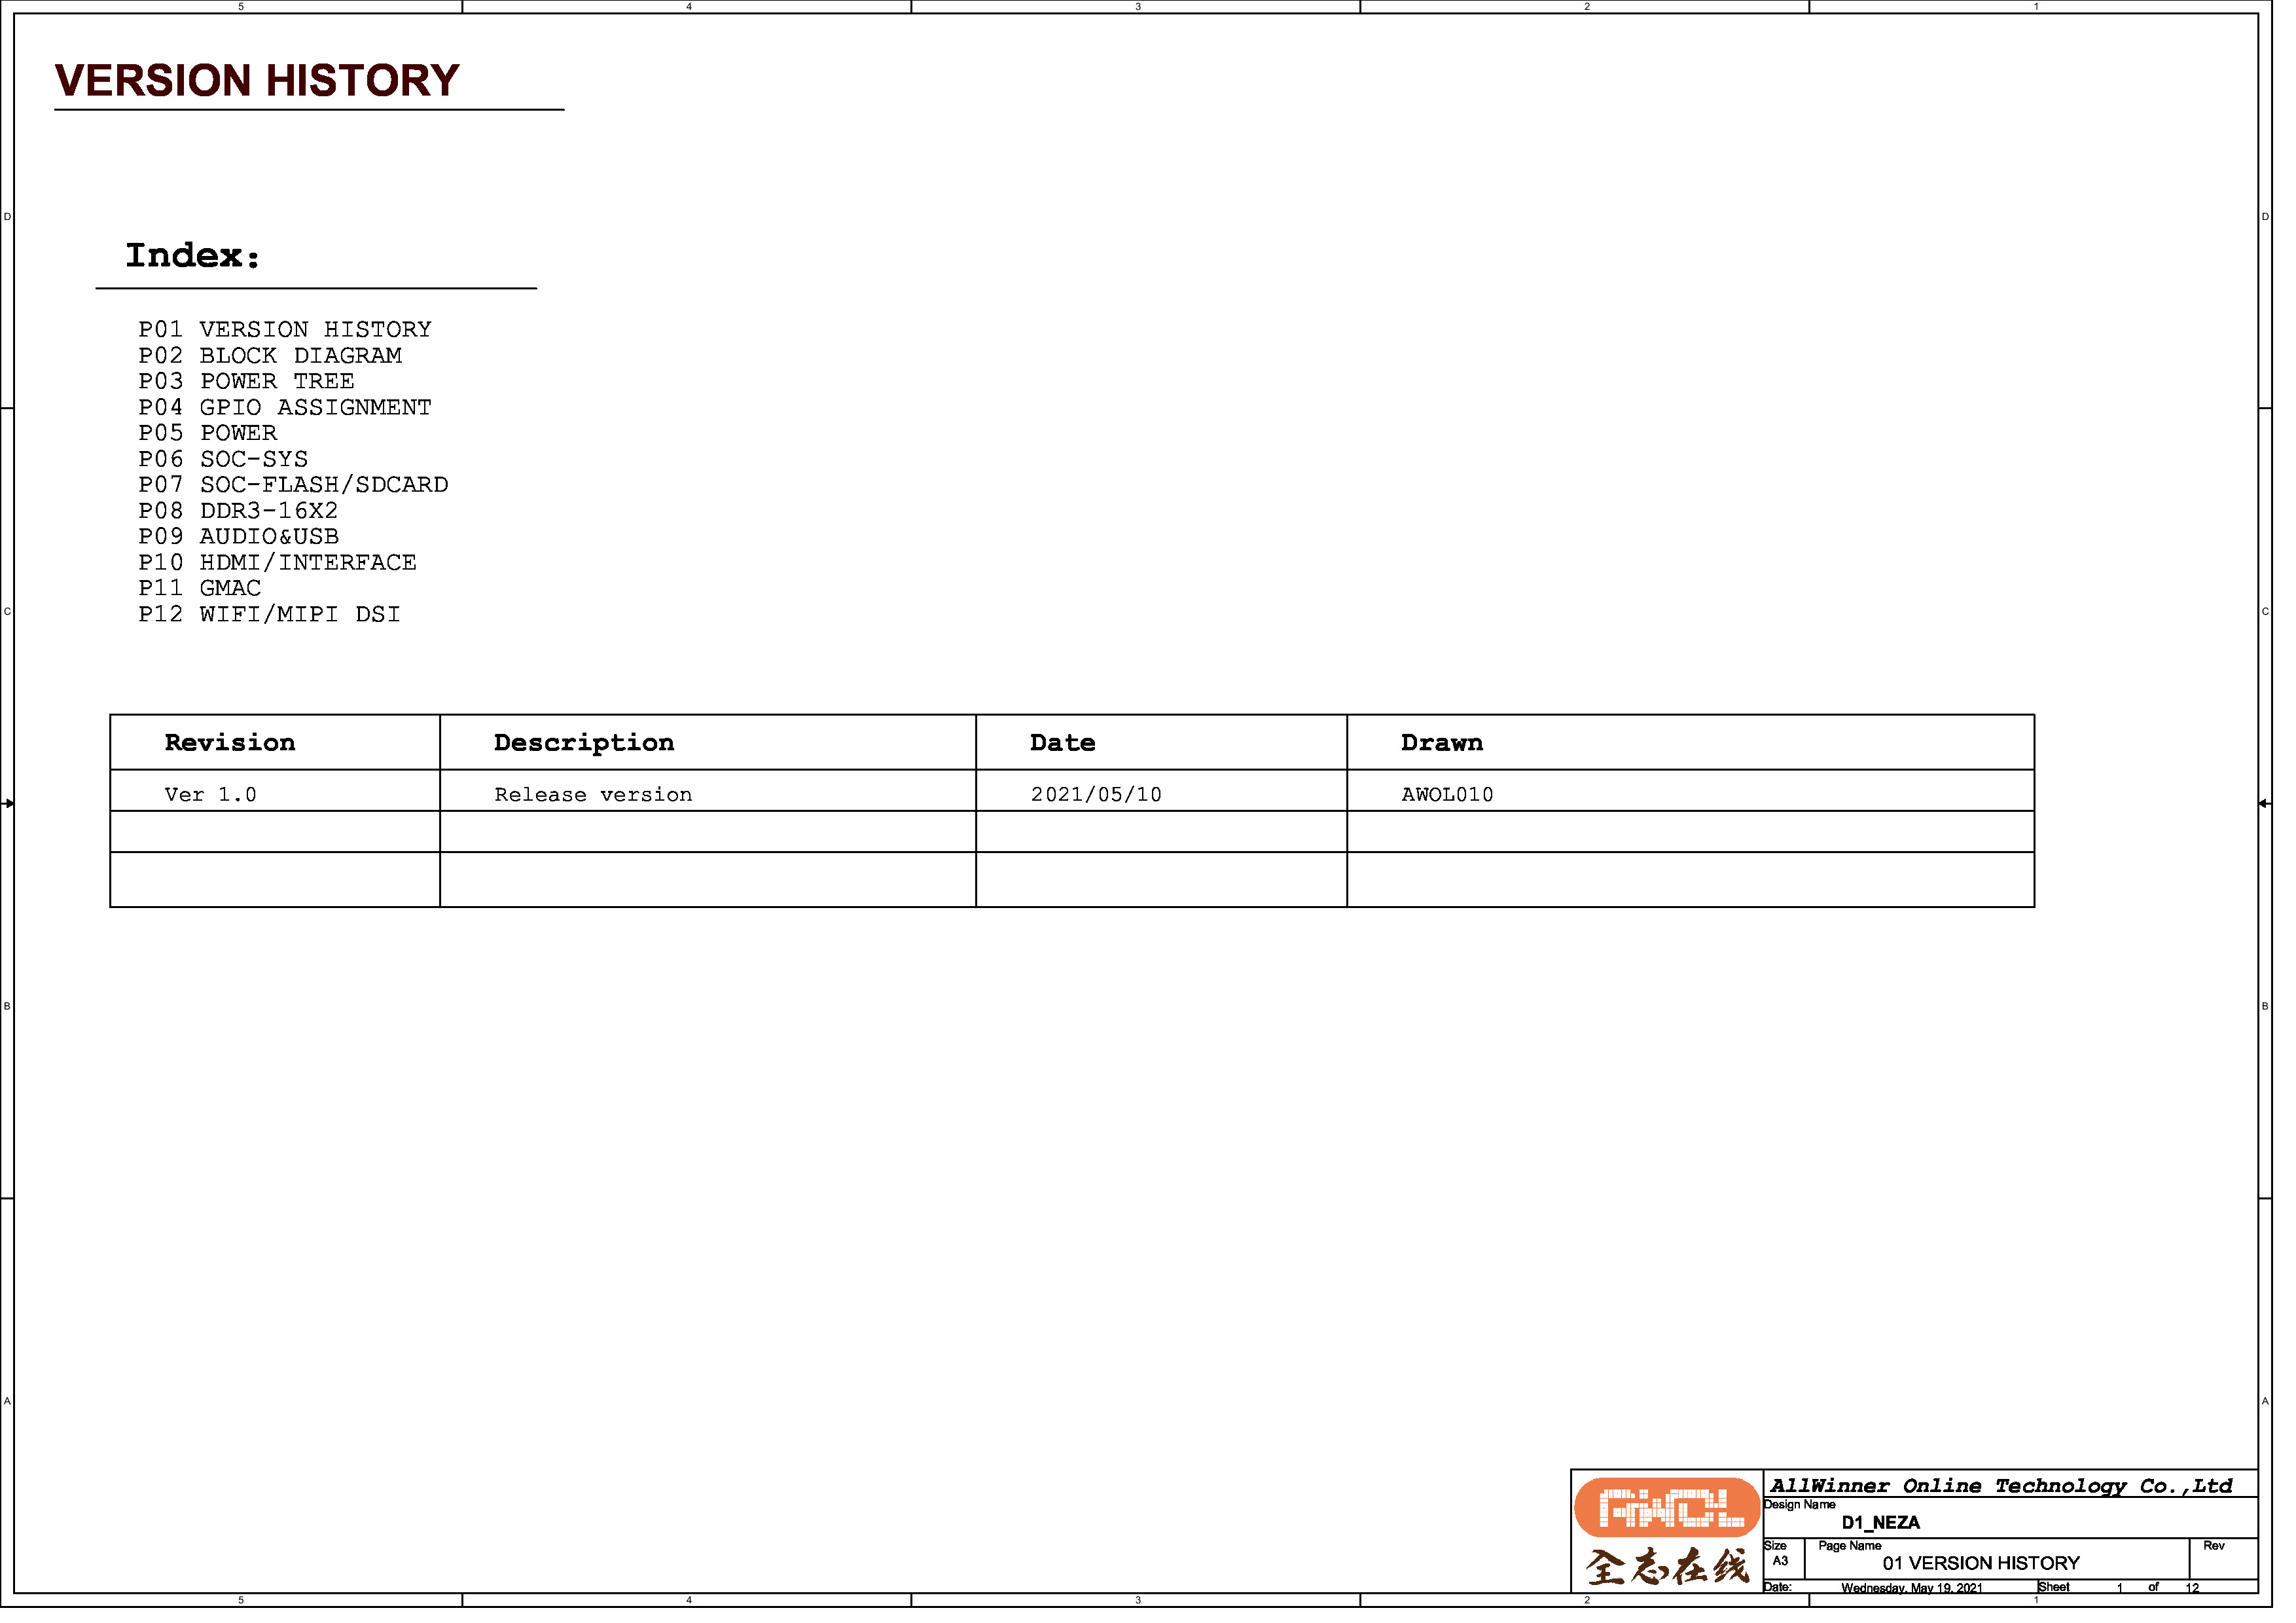 5 4 3 2 1
VERSION HISTORY
D D
Index:
P01 VERSION HISTORY
P02 BLOCK DIAGRAM
P03 POWER TREE
P04 GPIO ASSIGNMENT
P05 POWER
P06 SOC-SYS
P07 SOC-FLASH/SDCARD
P08 DDR3-16X2
P09 AUDIO&USB
P10 HDMI/INTERFACE
P11 GMAC
P12 WIFI/MIPI DSI
C C
Revision Description Date Drawn
Ver 1.0 Release version 2021/05/10 AWOL010
B B
A A
AWOL
全志在线
AllWinner Online Technology Co.,Ltd
Design Name
D1_NEZA
Size Page Name Rev
A3 01 VERSION HISTORY
Date: Wednesday, May 19, 2021 Sheet 1 of 12
5 4 3 2 1